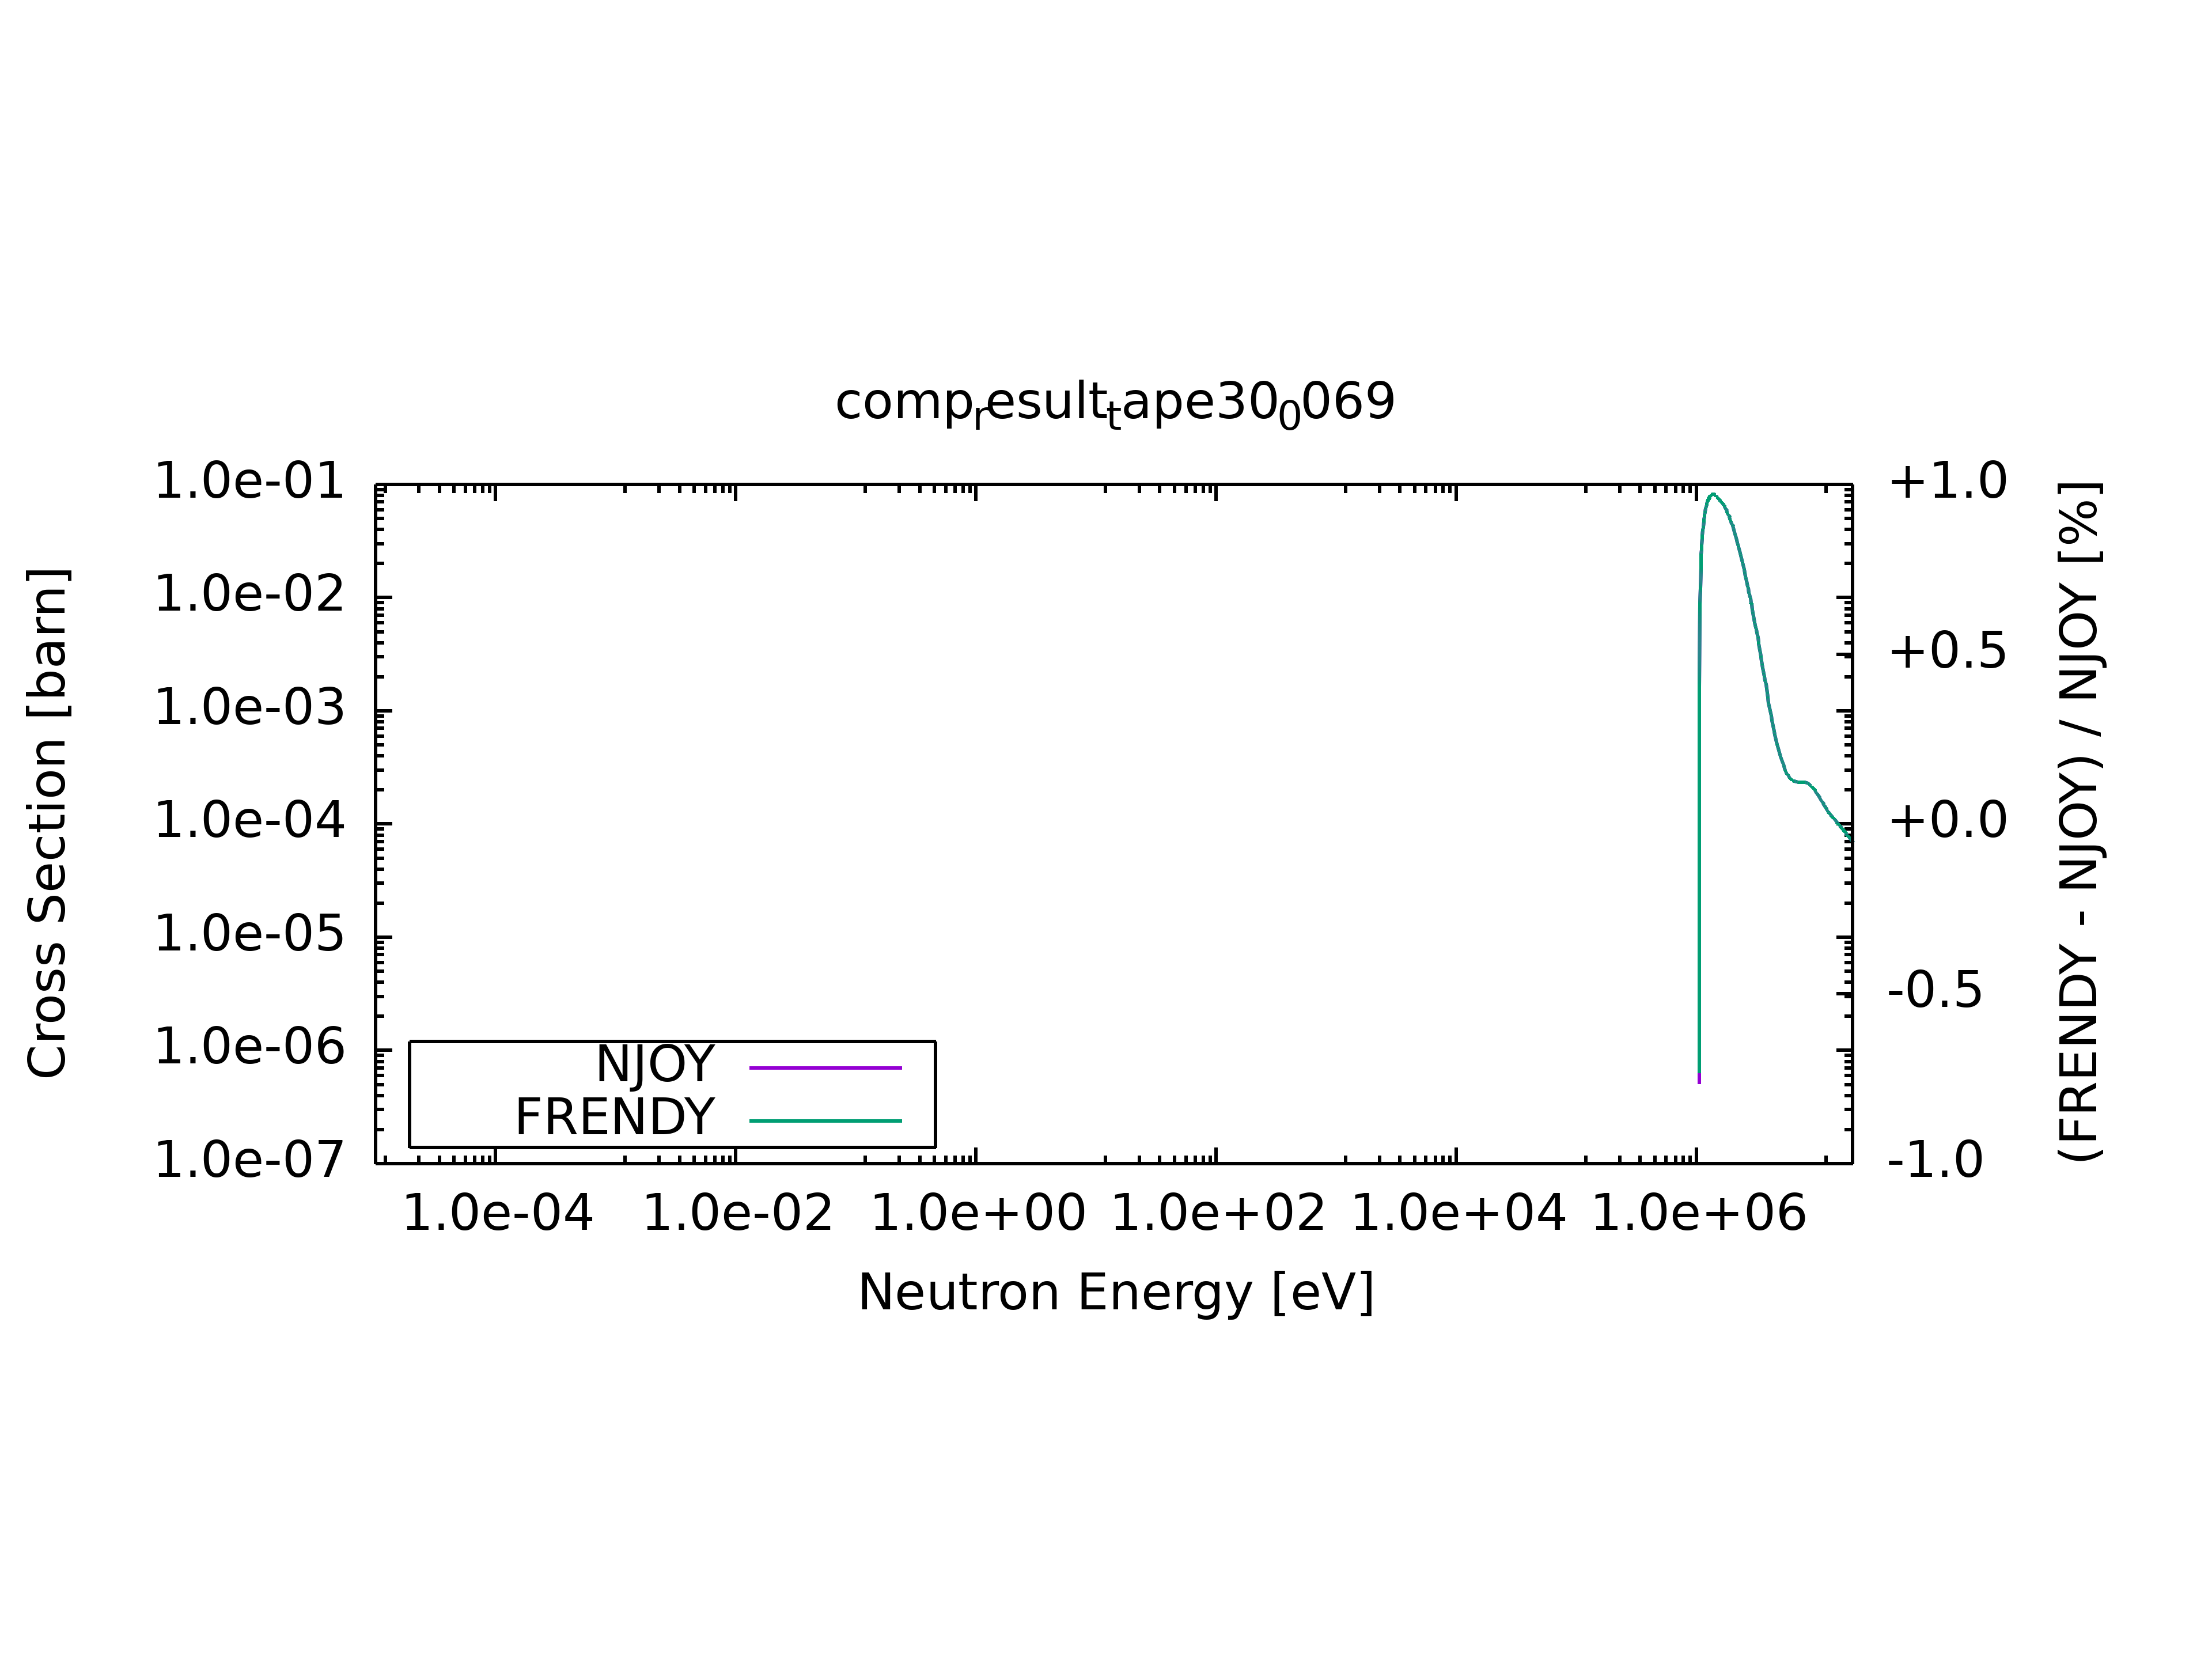 comp_result_tape30_0069
1.0e-01
1.0e-02
1.0e-03
1.0e-04
1.0e-05
1.0e-06
1.0e-07
Cross Section [barn]
+1.0
+0.5
+0.0
-0.5
-1.0
(FRENDY - NJOY) / NJOY [%]
NJOY
FRENDY
1.0e-04 1.0e-02 1.0e+00 1.0e+02 1.0e+04 1.0e+06
Neutron Energy [eV]